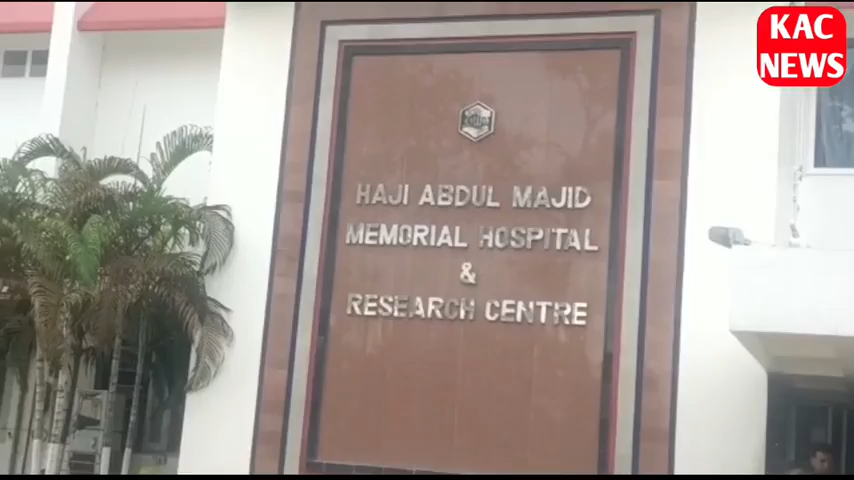 KAC
NEWS
HAJI ABDUL MAJID
MEMORIAL HOSPITAL
&
RESEARCH CENTRE